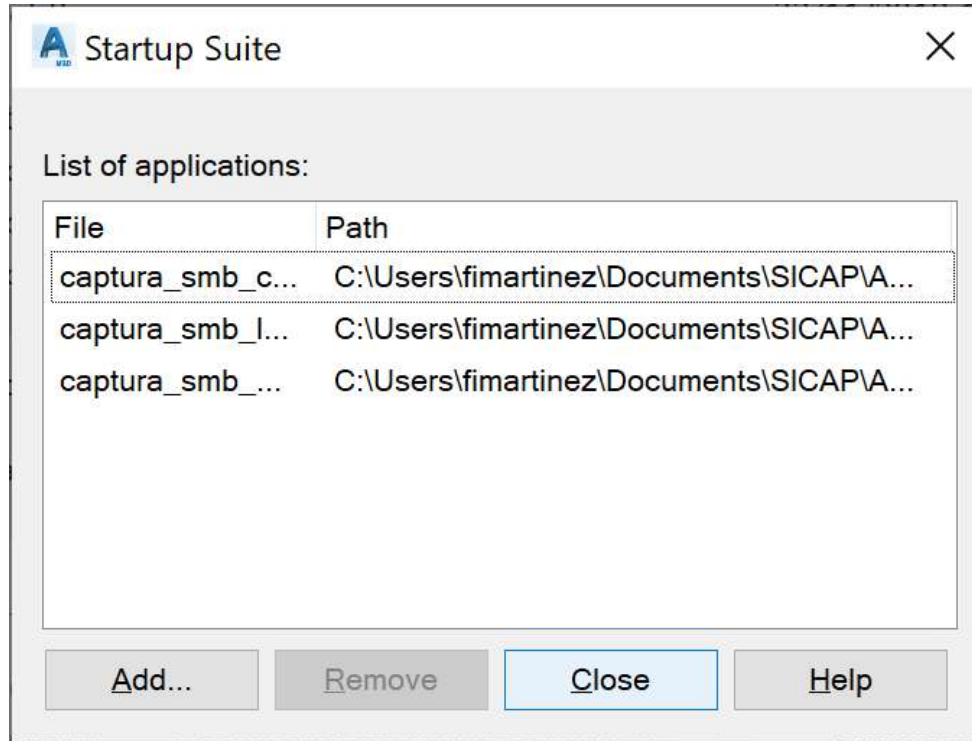 Startup Suite
List of applications:
File Path
captura_smb_c... C:\Users\fimartinez\Documents\SICAP\A...
captura_smb_l... C:\Users\fimartinez\Documents\SICAP\A...
captura_smb_... C:\Users\fimartinez\Documents\SICAP\A...
Add... Remove Close Help